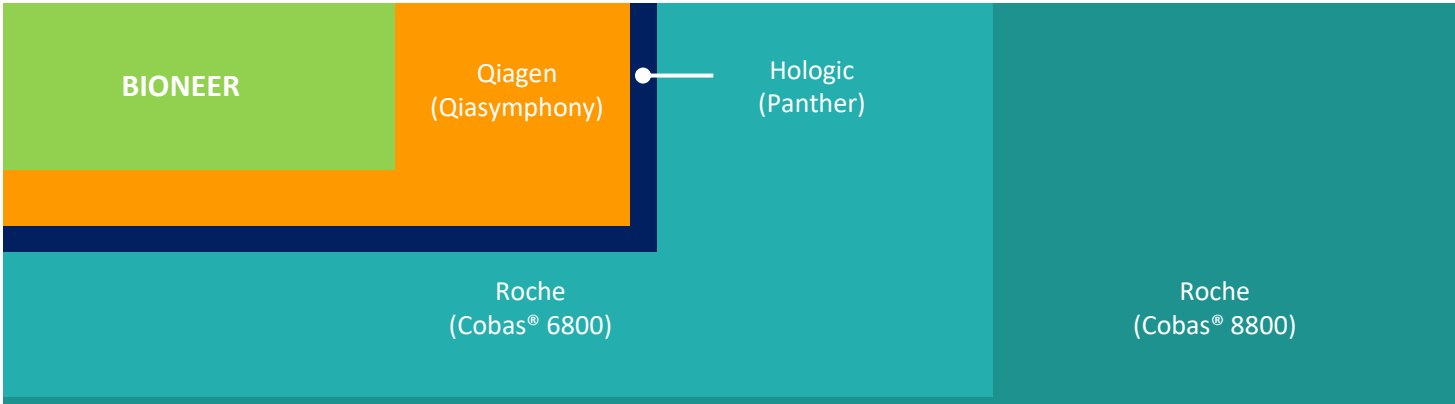 BIONEER
Qiagen
(Qiasymphony)
Hologic
(Panther)
Roche
(Cobas® 6800)
Roche
(Cobas® 8800)